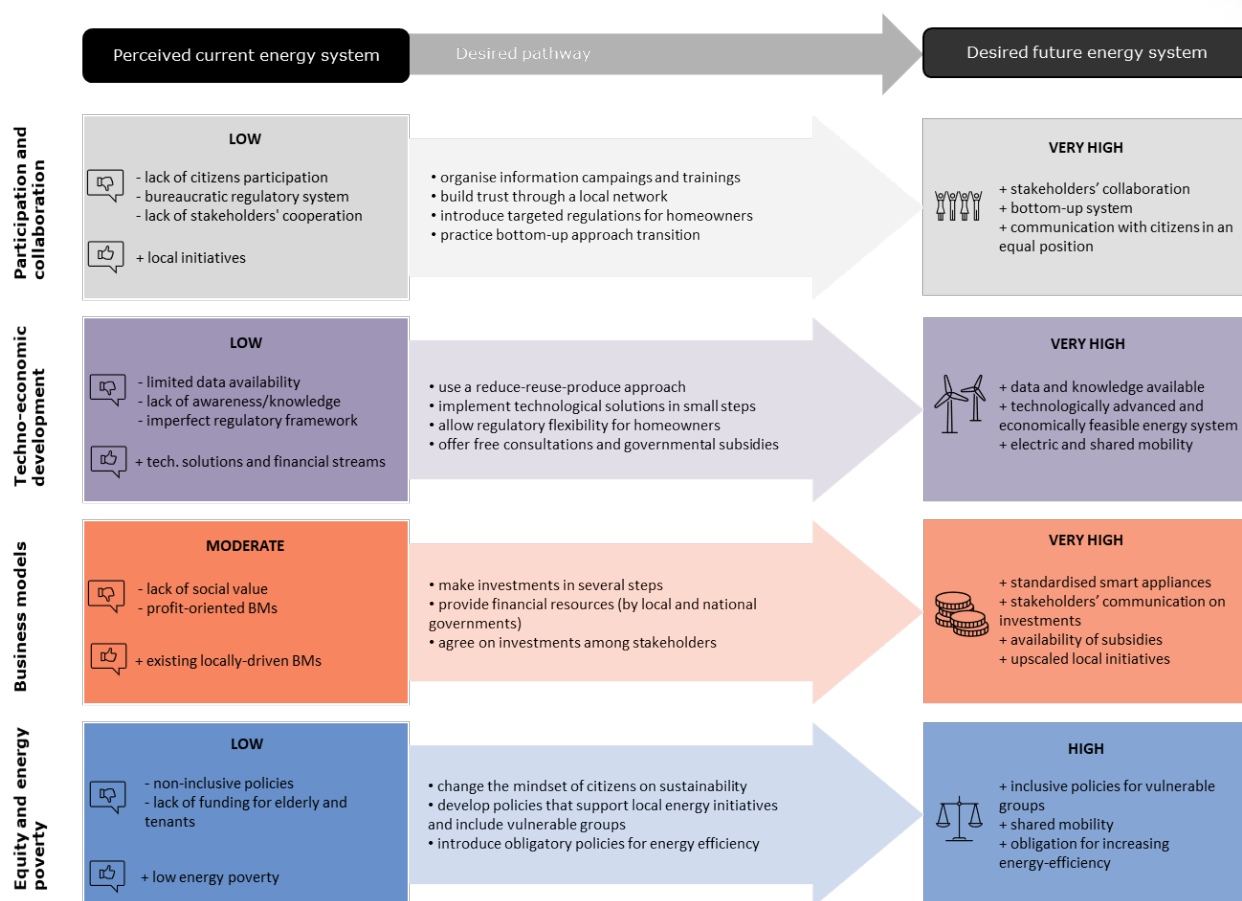 Perceived current energy system
Desired pathway
Desired future energy system
Participation and
collaboration
LOW
- lack of citizens participation
- bureaucratic regulatory system
- lack of stakeholders' cooperation
+ local initiatives
• organise information campaings and trainings
• build trust through a local network
• introduce targeted regulations for homeowners
• practice bottom-up approach transition
VERY HIGH
+ stakeholders’ collaboration
+ bottom-up system
+ communication with citizens in an
equal position
Techno-economic
development
LOW
- limited data availability
- lack of awareness/knowledge
- imperfect regulatory framework
+ tech. solutions and financial streams
• use a reduce-reuse-produce approach
• implement technological solutions in small steps
• allow regulatory flexibility for homeowners
• offer free consultations and governmental subsidies
VERY HIGH
+ data and knowledge available
+ technologically advanced and
economically feasible energy system
+ electric and shared mobility
Business models
MODERATE
- lack of social value
- profit-oriented BMs
+ existing locally-driven BMs
• make investments in several steps
• provide financial resources (by local and national
governments)
• agree on investments among stakeholders
VERY HIGH
+ standardised smart appliances
+ stakeholders’ communication on
investments
+ availability of subsidies
+ upscaled local initiatives
Equity and energy
poverty
LOW
- non-inclusive policies
- lack of funding for elderly and
tenants
+ low energy poverty
• change the mindset of citizens on sustainability
• develop policies that support local energy initiatives
and include vulnerable groups
• introduce obligatory policies for energy efficiency
HIGH
+ inclusive policies for vulnerable
groups
+ shared mobility
+ obligation for increasing
energy-efficiency